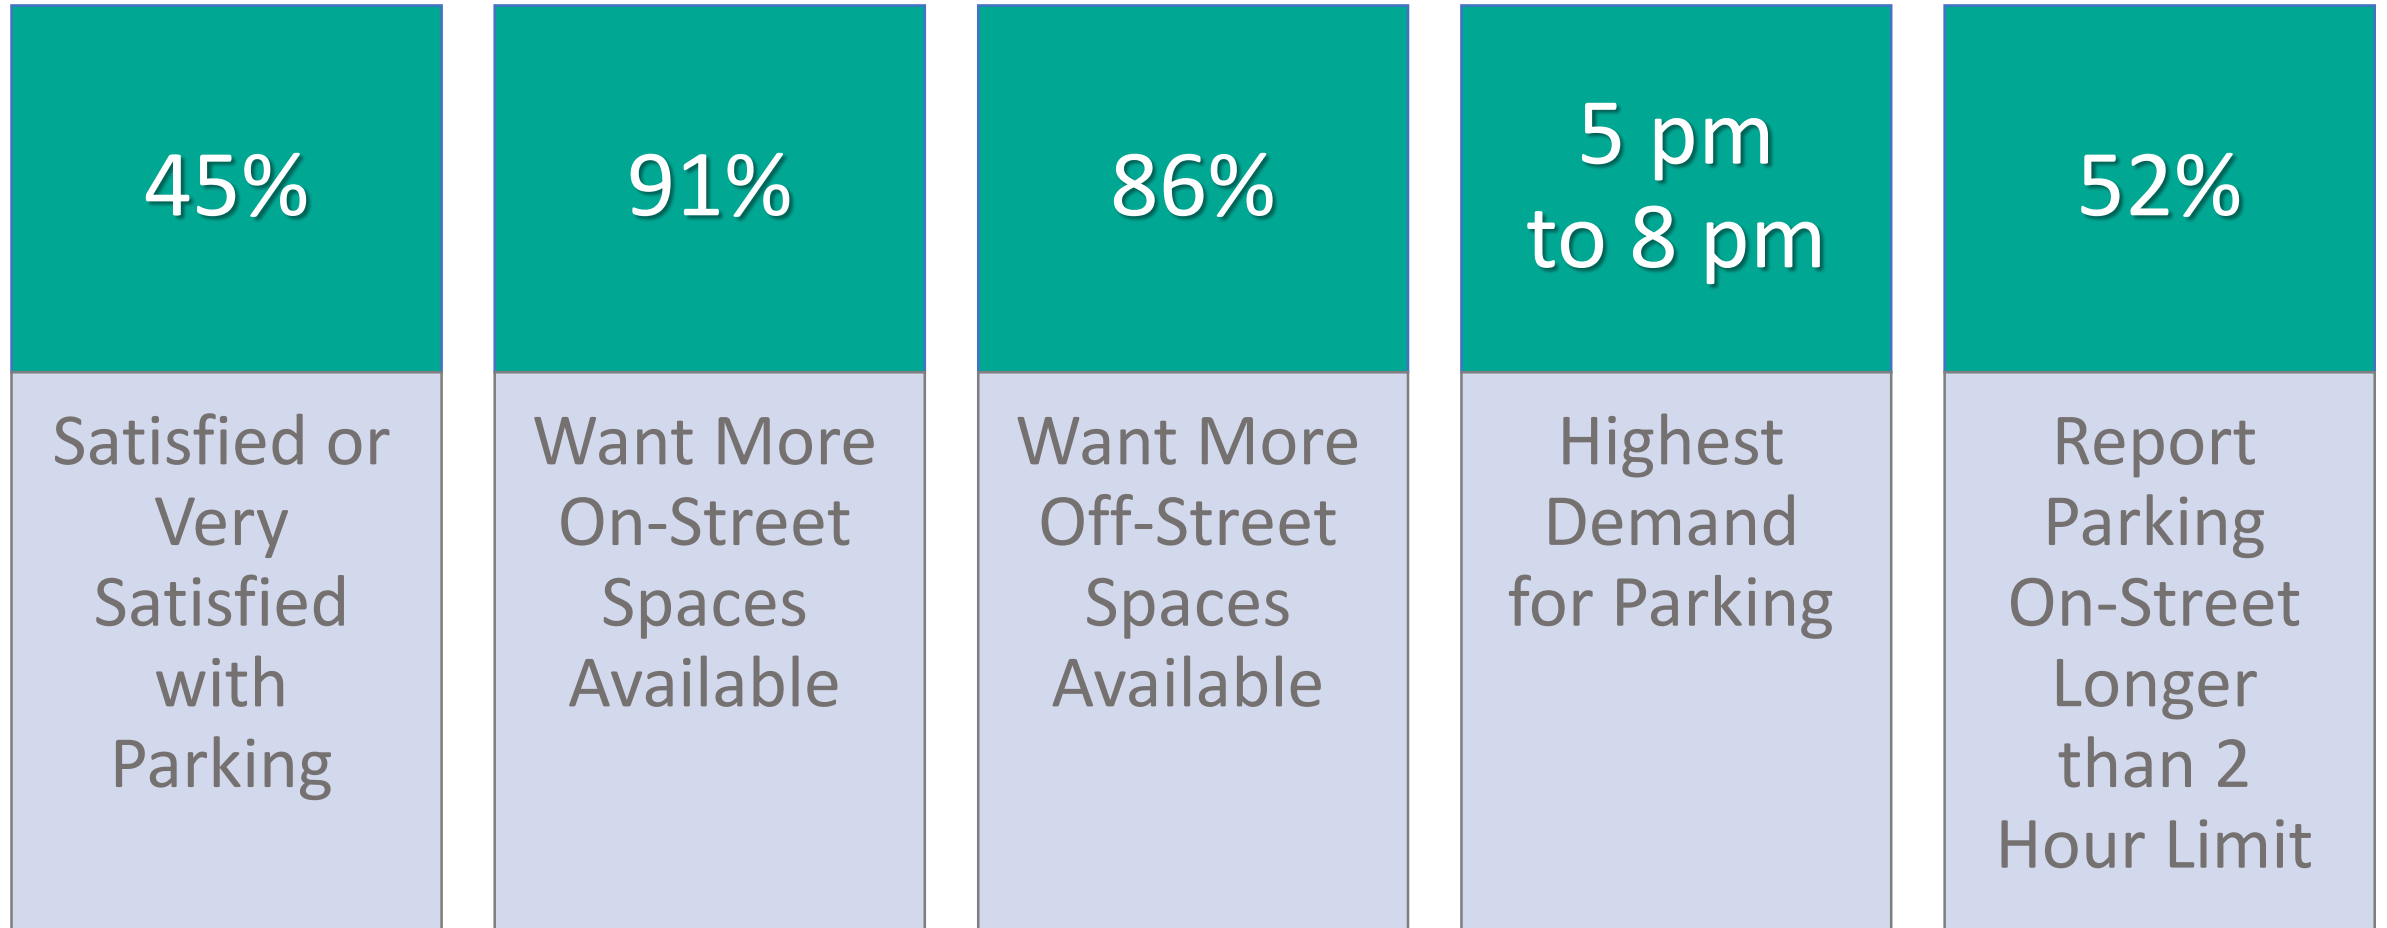 45%
Satisfied or
Very
Satisfied
with
Parking
91%
Want More
On-Street
Spaces
Available
86%
Want More
Off-Street
Spaces
Available
5 pm
to 8 pm
Highest
Demand
for Parking
52%
Report
Parking
On-Street
Longer
than 2
Hour Limit